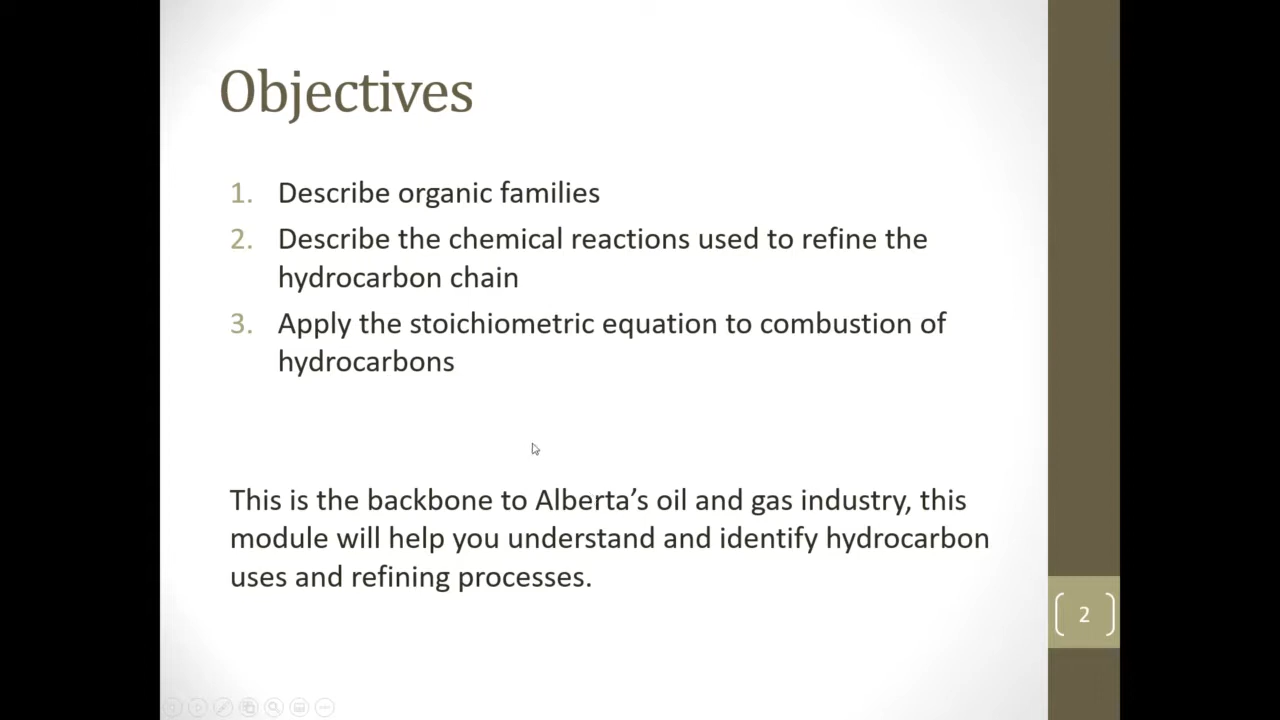 Objectives
1. Describe organic families
2. Describe the chemical reactions used to refine the
hydrocarbon chain
3. Apply the stoichiometric equation to combustion of
hydrocarbons
This is the backbone to Alberta’s oil and gas industry, this
module will help you understand and identify hydrocarbon
uses and refining processes.
2